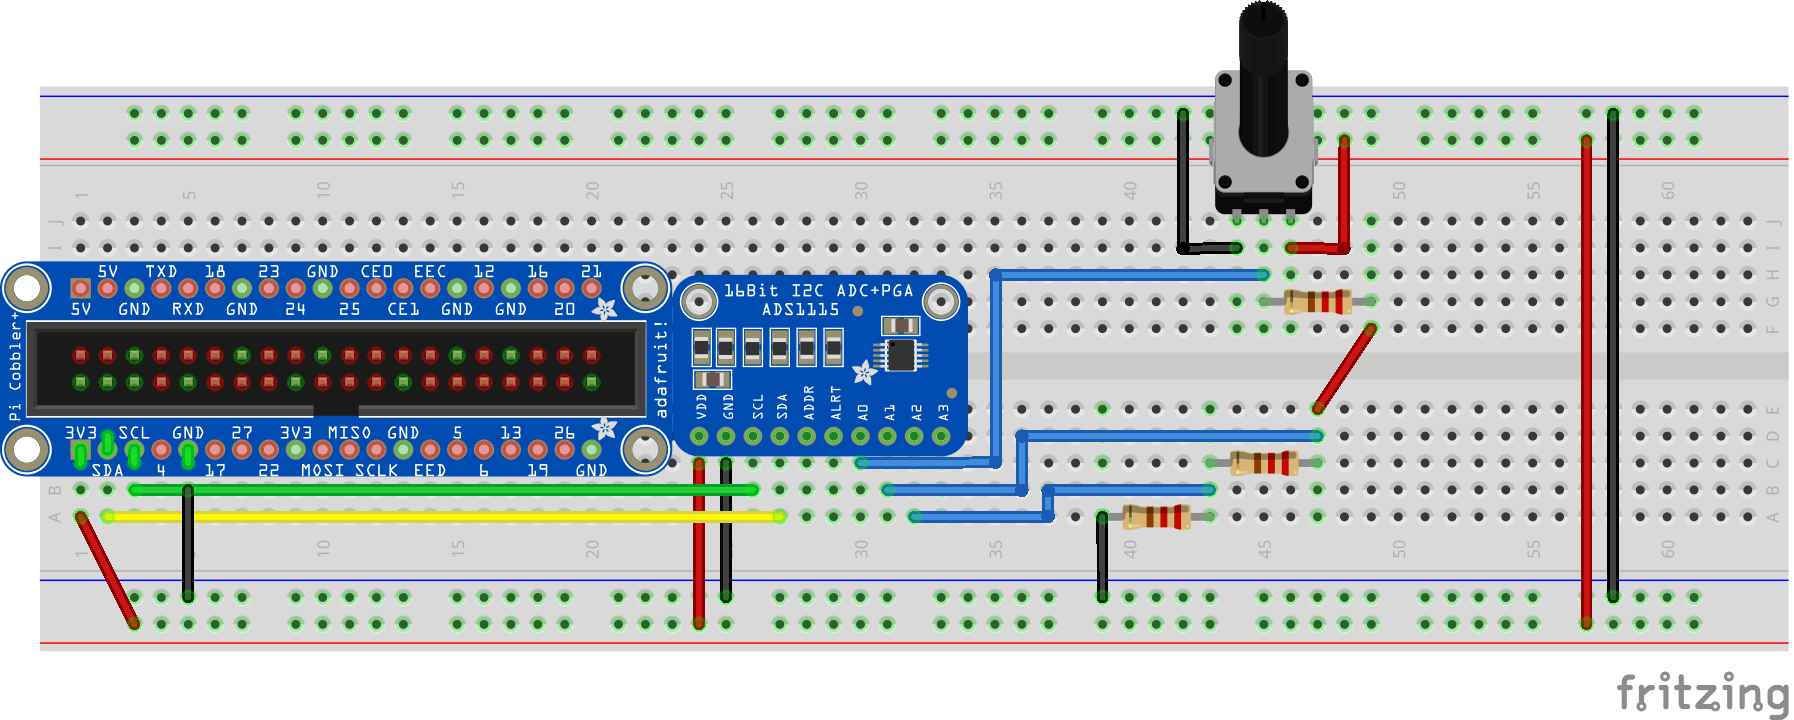 1 5 10 15 20 25 30 35 40 45 50 55 60
J J
I I
H
G
F
5V TXD 18 23 GND CE0 EEC 12 16 21
5V GND RXD GND 24 25 CE1 GND GND 20
Pi Cobbler+
adafruit!
16Bit I2C ADC+PGA
ADS1115
VDD GND SCL SDA ADDR ALRT A0 A1 A2 A3
E
D
C
3V3 SCL GND 27 3V3 MISO GND 5 13 26
SDA 4 17 22 MOSI SCLK EED 6 19 GND
B B
A A
1 10 15 20 30 35 40 45 50 55 60
fritzing